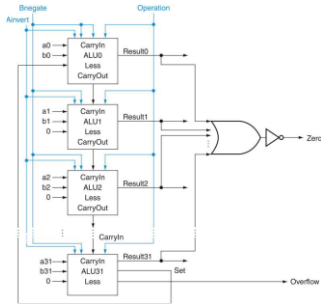 Bnegate
Operation
Ainvert
a0
b0
CarryIn
ALU0
Less
CarryOut
Result0
a1
b1
0
CarryIn
ALU1
Less
CarryOut
Result1
a2
b2
0
CarryIn
ALU2
Less
CarryOut
Result2
Zero
CarryIn
a31
b31
0
CarryIn
ALU31
Less
Result31
Set
Overflow